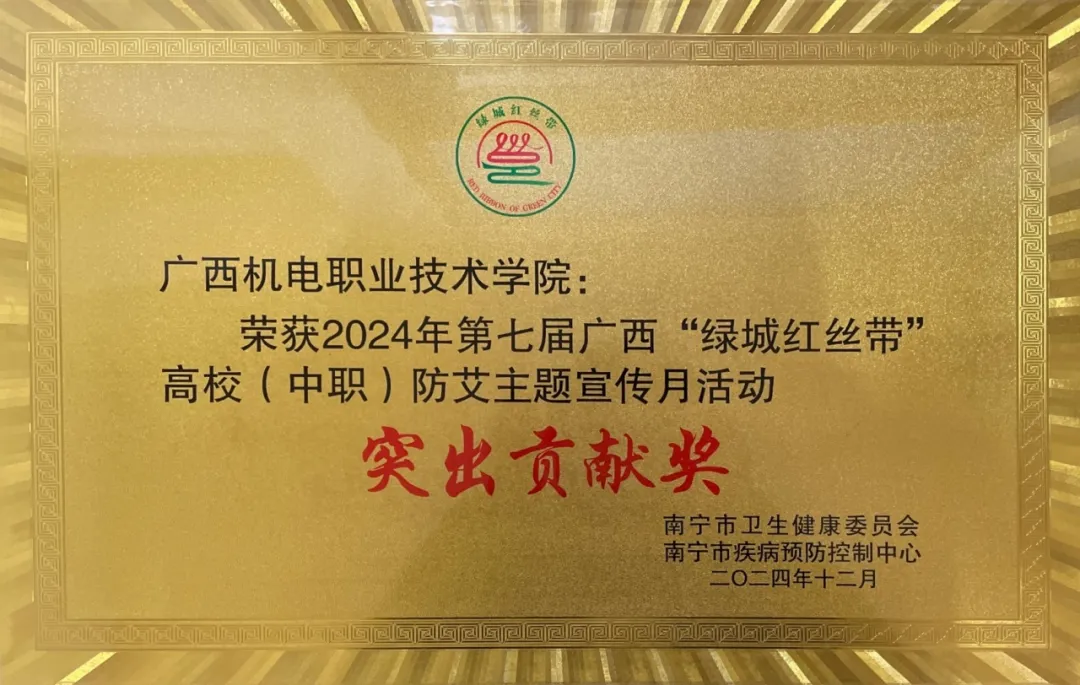 绿城红丝带
RED RIBBON OF GREEN CITY
广西机电职业技术学院：
荣获2024年第七届广西“绿城红丝带”
高校（中职）防艾主题宣传月活动
突出贡献奖
南宁市卫生健康委员会
南宁市疾病预防控制中心
二〇二四年十二月